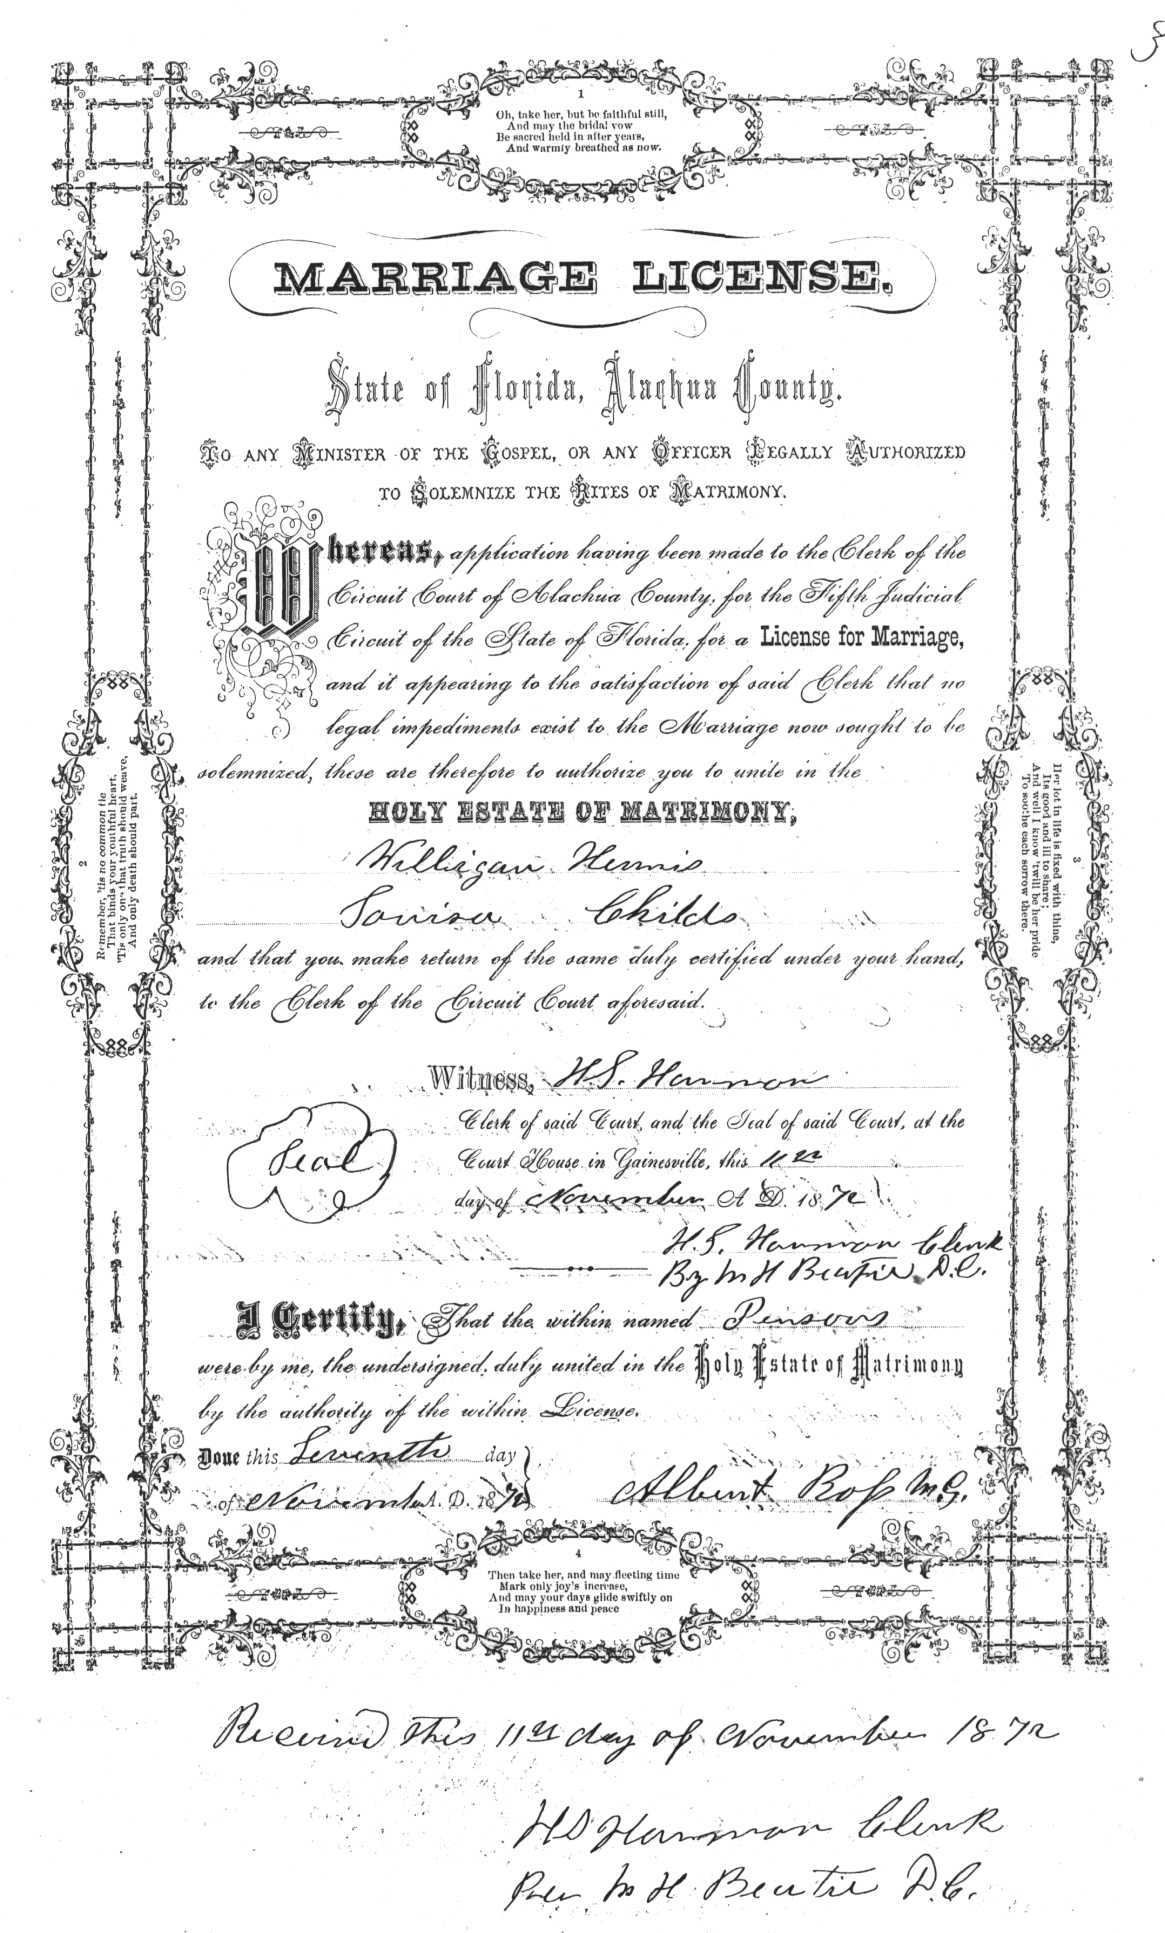 1
Oh, take her, but be faithful still,
And may the bridal vow
Be sacred held in after years,
And warmly breathed as now.
MARRIAGE LICENSE.
State of Florida, Alachua County.
TO ANY MINISTER OF THE GOSPEL, OR ANY OFFICER LEGALLY AUTHORIZED
TO SOLEMNIZE THE RITES OF MATRIMONY.
Whereas, application having been made to the Clerk of the
Circuit Court of Alachua County, for the Fifth Judicial
Circuit of the State of Florida, for a License for Marriage,
and it appearing to the satisfaction of said Clerk that no
legal impediments exist to the Marriage now sought to be
solemnized, these are therefore to authorize you to unite in the
HOLY ESTATE OF MATRIMONY;
Louisa Childs
and that you make return of the same duly certified under your hand,
to the Clerk of the Circuit Court aforesaid.
2
Remember, 'tis no common tie
That binds your youthful heart,
'Tis only one that truth should weave,
And only death should part.
3
Her lot in life is fixed with thine,
Its good and ill to share;
And well I know 'twill be her pride
To soothe each sorrow there.
Witness, H.S. Harmon
Clerk of said Court, and the Seal of said Court, at the
Seal
Court House in Gainesville, this 11th
day of November A. D. 1872
H.S. Harmon Clerk
By M H Beatie D.C.
I Certify, That the within named Persons
were by me, the undersigned, duly united in the Holy Estate of Matrimony
by the authority of the within License.
Done this Seventh day
of November A. D. 1872
Albert Ross M.G.
4
Then take her, and may fleeting time
Mark only joy's increase,
And may your days glide swiftly on
In happiness and peace
Received this 11th day of November 1872
H S Harmon Clerk
Per M H Beatie D.C.